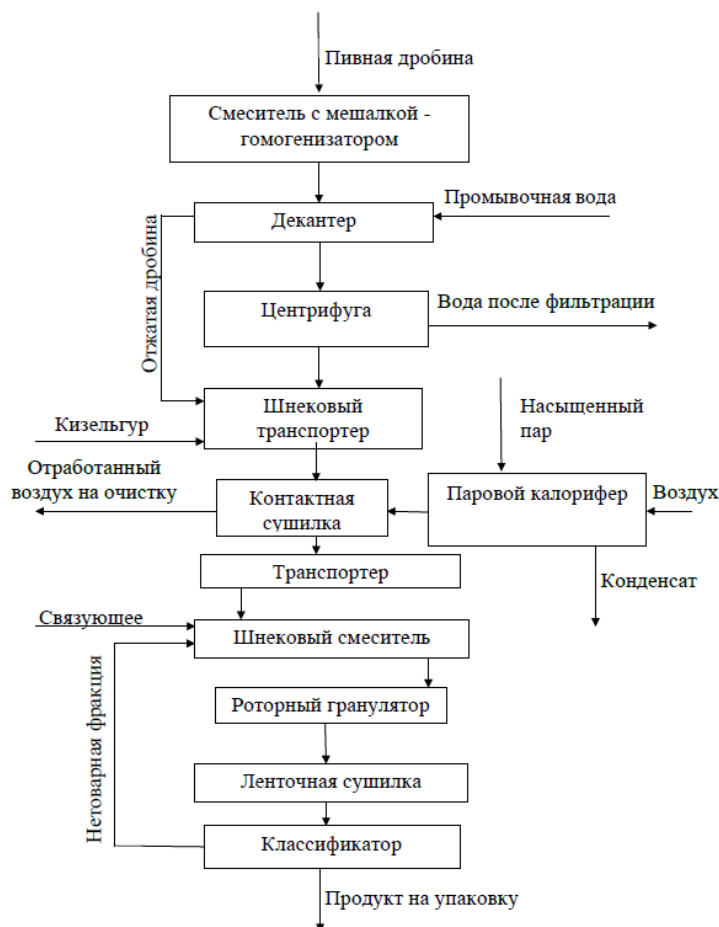 Пивная дробина
Смеситель с мешалкой -
гомогенизатором
Промывочная вода
Декантер
Отжатая дробина
Центрифуга
Вода после фильтрации
Шнековый
транспортер
Кизельгур
Насыщенный
пар
Отработанный
воздух на очистку
Контактная
сушилка
Паровой калорифер
Воздух
Транспортер
Конденсат
Связующее
Шнековый смеситель
Нетоварная фракция
Роторный гранулятор
Ленточная сушилка
Классификатор
Продукт на упаковку